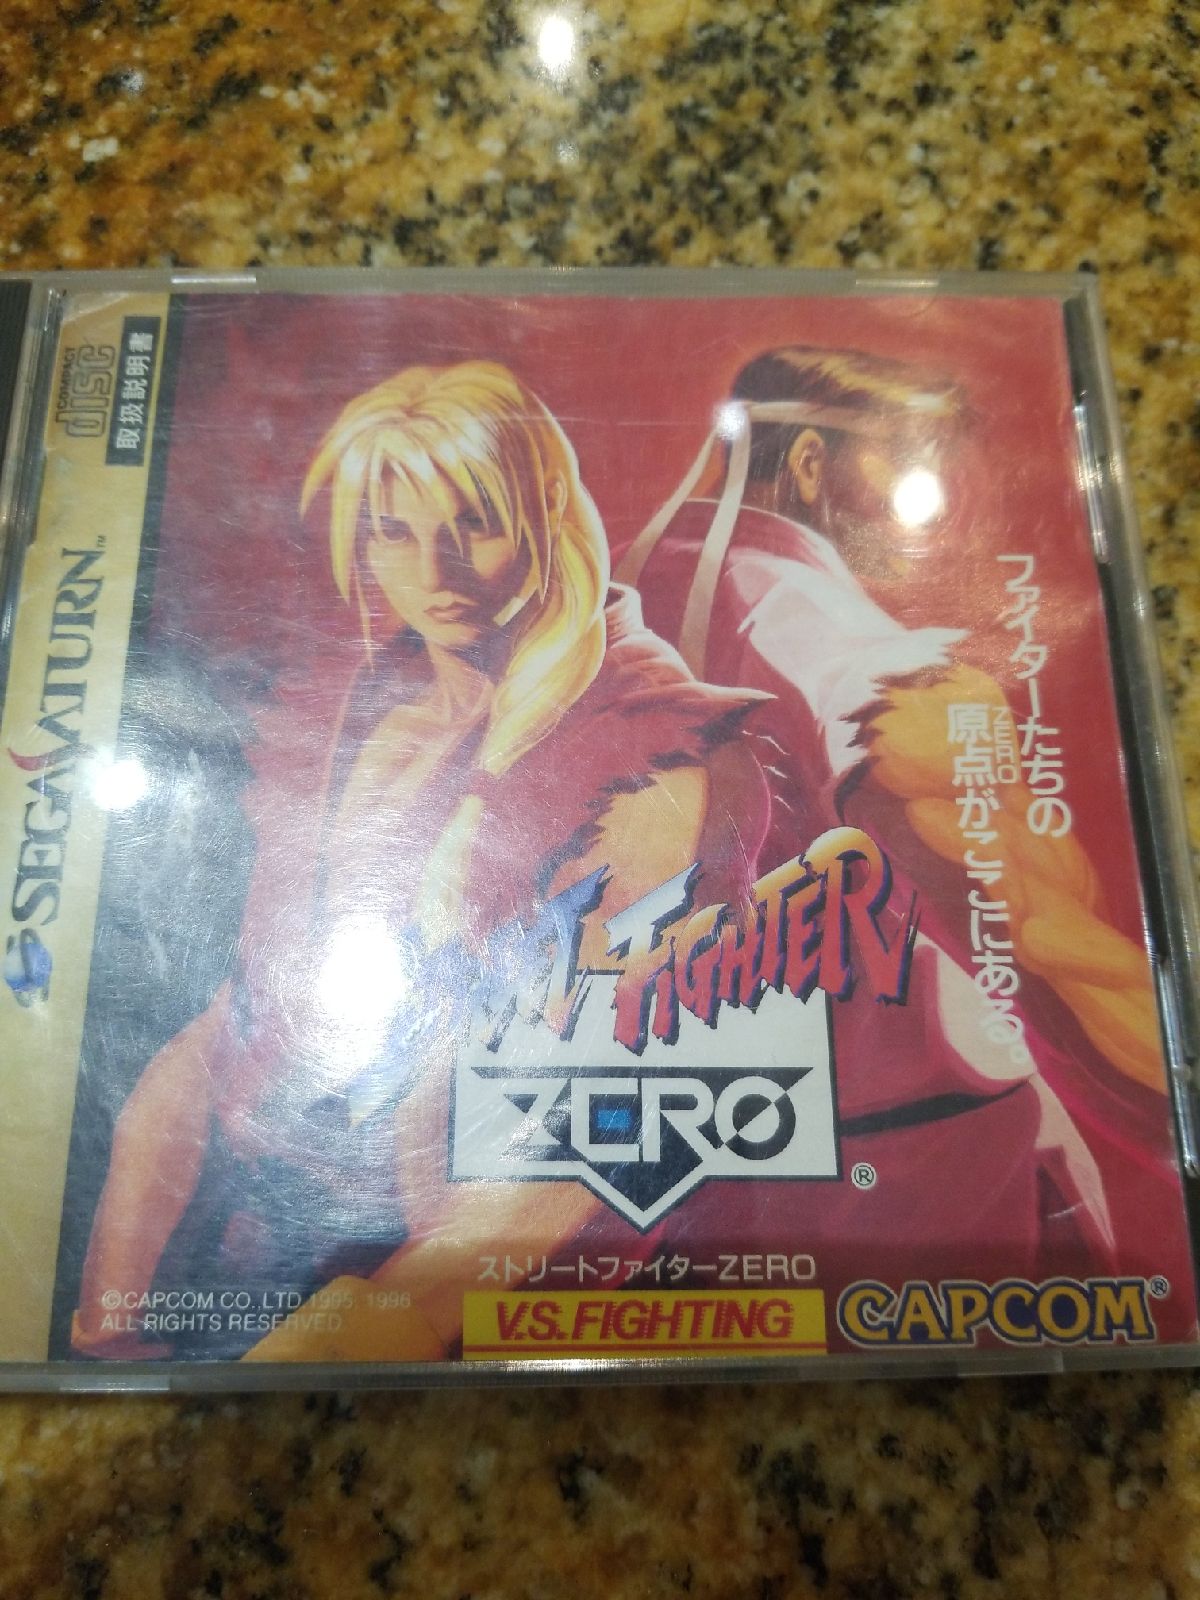 COMPACT
disc
取扱説明書
SEGA SATURN™
ファイターたちの
ZERO
原点がここにある。
FIGHTER
ZERO
®
ストリートファイターZERO
©CAPCOM CO.,LTD.1995 1996
ALL RIGHTS RESERVED
V.S.FIGHTING
CAPCOM®